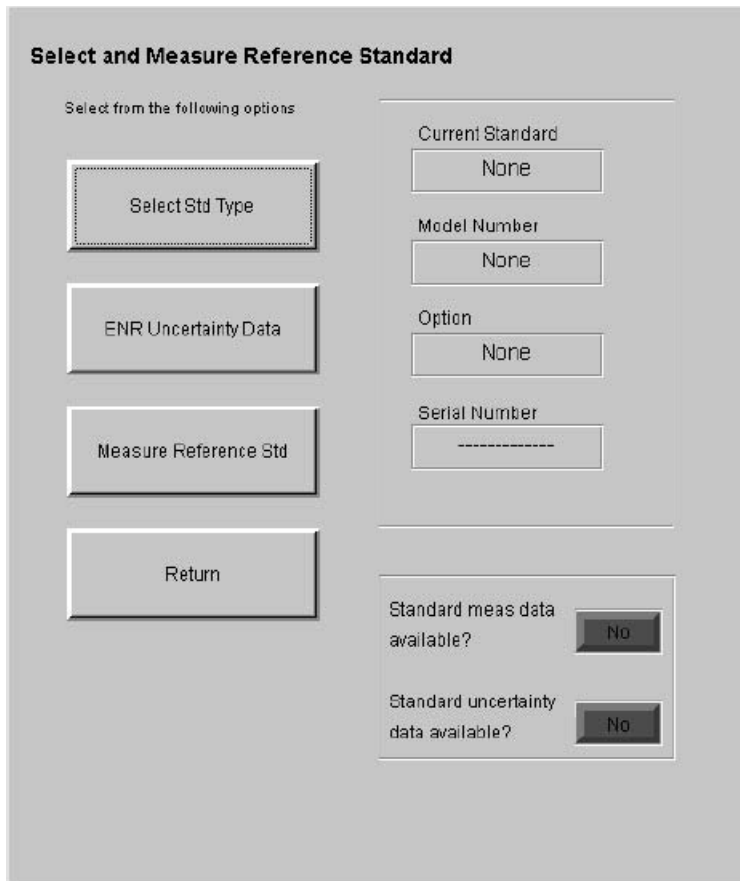 Select and Measure Reference Standard
Select from the following options
Select Std Type
ENR Uncertainty Data
Measure Reference Std
Return
Current Standard
None
Model Number
None
Option
None
Serial Number
-------------
Standard meas data
available?
No
Standard uncertainty
data available?
No